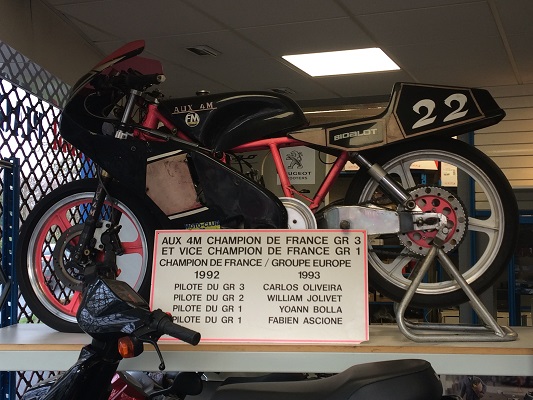 AUX 4M
FM
22
BIDALOT
PEUGEOT
MOTO-CLUB
AUX 4M CHAMPION DE FRANCE GR 3
ET VICE CHAMPION DE FRANCE GR 1
CHAMPION DE FRANCE / GROUPE EUROPE
1992 1993
PILOTE DU GR 3 CARLOS OLIVEIRA
PILOTE DU GR 2 WILLIAM JOLIVET
PILOTE DU GR 1 YOANN BOLLA
PILOTE DU GR 1 FABIEN ASCIONE